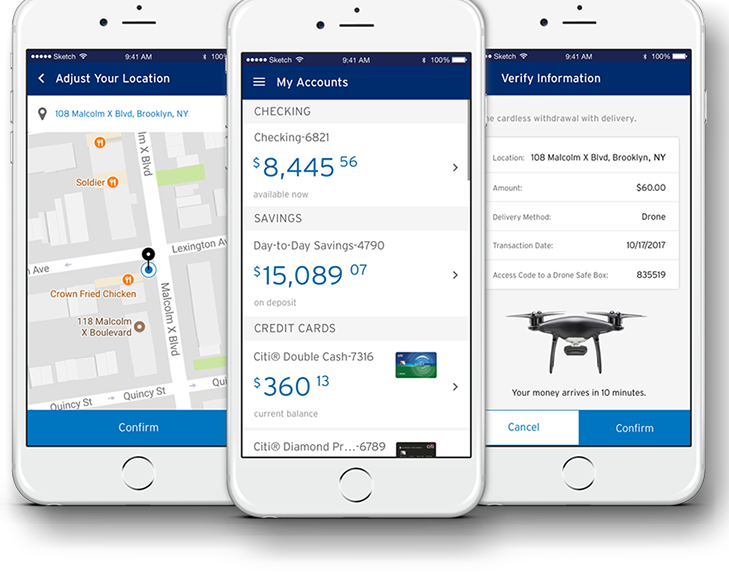 Sketch 9:41 AM 100%
Adjust Your Location
108 Malcolm X Blvd, Brooklyn, NY
lm X Blvd
Soldier
Lexington Av
n Ave
Crown Fried Chicken
Malcolm X Blvd
118 Malcolm
X Boulevard
Quincy St
Quincy St
Confirm
Sketch 9:41 AM 100%
My Accounts
CHECKING
Checking-6821
$8,445 56
available now
SAVINGS
Day-to-Day Savings-4790
$15,089 07
on deposit
CREDIT CARDS
Citi® Double Cash-7316
$360 13
current balance
Citi® Diamond Pr...-6789
citi
Sketch 9:41 AM 100%
Verify Information
ne cardless withdrawal with delivery.
Location: 108 Malcolm X Blvd, Brooklyn, NY
Amount: $60.00
Delivery Method: Drone
Transaction Date: 10/17/2017
Access Code to a Drone Safe Box: 835519
Your money arrives in 10 minutes.
Cancel Confirm